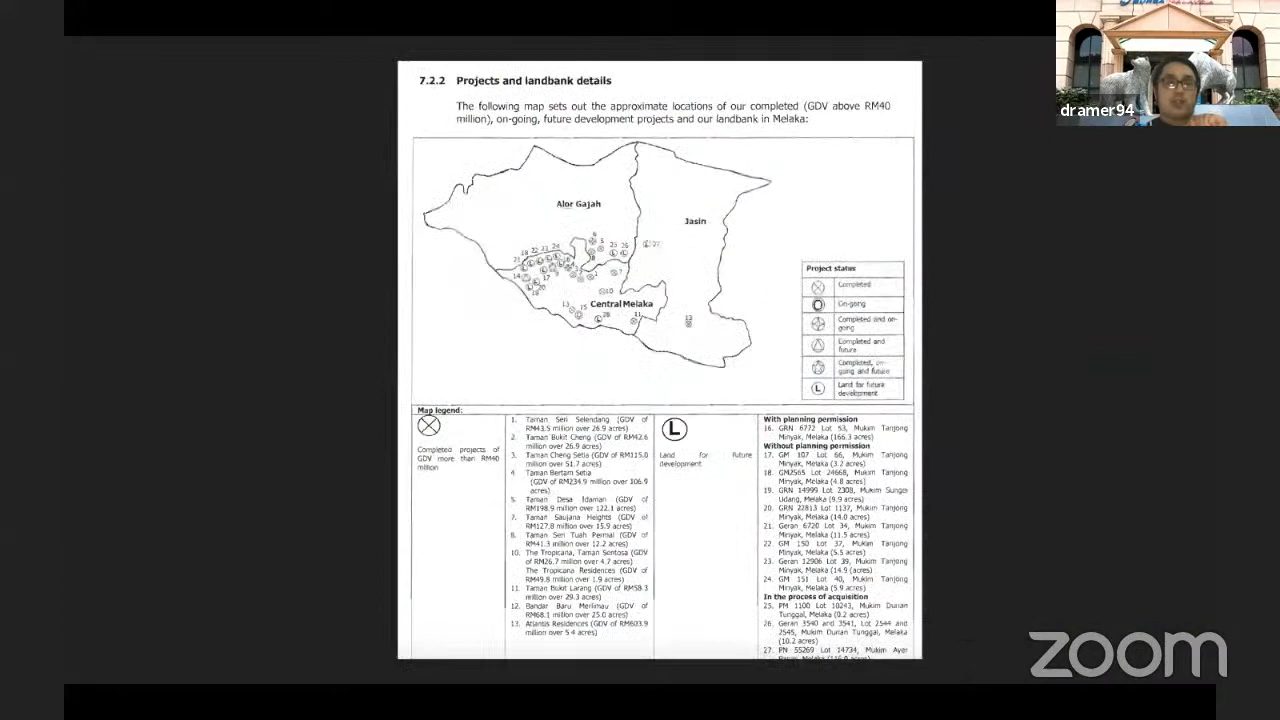 dramer94
7.2.2 Projects and landbank details
The following map sets out the approximate locations of our completed (GDV above RM40
million), on-going, future development projects and our landbank in Melaka:
Alor Gajah
Jasin
Central Melaka
Project status
Completed
On-going
Completed and on-
going
Completed and
future
Completed, on-
going and future
L
Land for future
development
Map legend:
Completed projects of
GDV more than RM40
million
1. Taman Seri Selendang (GDV of
RM43.5 million over 26.9 acres)
2. Taman Bukit Cheng (GDV of RM42.6
million over 26.9 acres)
3. Taman Cheng Setia (GDV of RM115.0
million over 51.7 acres)
4. Taman Bertam Setia
(GDV of RM234.9 million over 106.9
acres)
5. Taman Desa Idaman (GDV of
RM198.9 million over 122.1 acres)
7. Taman Saujana Heights (GDV of
RM127.8 million over 15.9 acres)
8. Taman Seri Tuah Permai (GDV of
RM41.3 million over 12.2 acres)
10. The Tropicana, Taman Sentosa (GDV
of RM26.7 million over 4.7 acres)
The Tropicana Residences (GDV of
RM49.8 million over 1.9 acres)
11. Taman Bukit Larang (GDV of RM58.3
million over 29.3 acres)
12. Bandar Baru Merlimau (GDV of
RM68.1 million over 25.0 acres)
13. Atlantis Residences (GDV of RM603.9
million over 5.4 acres)
L
Land for future
development
With planning permission
16. GRN 6772 Lot 53, Mukim Tanjong
Minyak, Melaka (166.3 acres)
Without planning permission
17. GM 107 Lot 66, Mukim Tanjong
Minyak, Melaka (3.2 acres)
18. GM2565 Lot 24668, Mukim Tanjong
Minyak, Melaka (4.8 acres)
19. GRN 14999 Lot 2308, Mukim Sungei
Udang, Melaka (9.9 acres)
20. GRN 22813 Lot 1137, Mukim Tanjong
Minyak, Melaka (14.0 acres)
21. Geran 6720 Lot 34, Mukim Tanjong
Minyak, Melaka (11.5 acres)
22 GM 150 Lot 37, Mukim Tanjong
Minyak, Melaka (5.5 acres)
23. Geran 12906 Lot 39, Mukim Tanjong
Minyak, Melaka (14.9 (acres)
24. GM 151 Lot 40, Mukim Tanjong
Minyak, Melaka (5.9 acres)
In the process of acquisition
25. PM 1100 Lot 10243, Mukim Durian
Tunggal, Melaka (0.2 acres)
26. Geran 3540 and 3541, Lot 2544 and
2545, Mukim Durian Tunggal, Melaka
(10.2 acres)
27. PN 55269 Lot 14734, Mukim Ayer
zoom